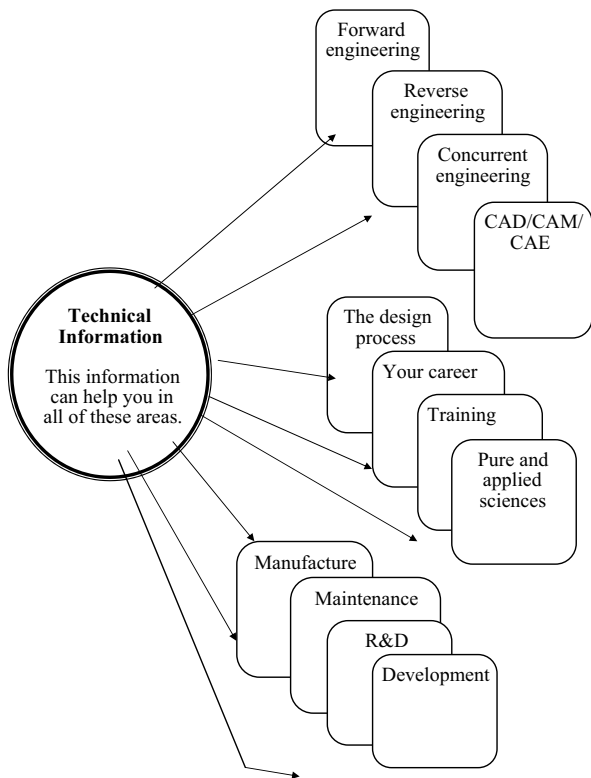 Forward
engineering
Reverse
engineering
Concurrent
engineering
CAD/CAM/
CAE
Technical
Information
This information
can help you in
all of these areas.
The design
process
Your career
Training
Pure and
applied
sciences
Manufacture
Maintenance
R&D
Development